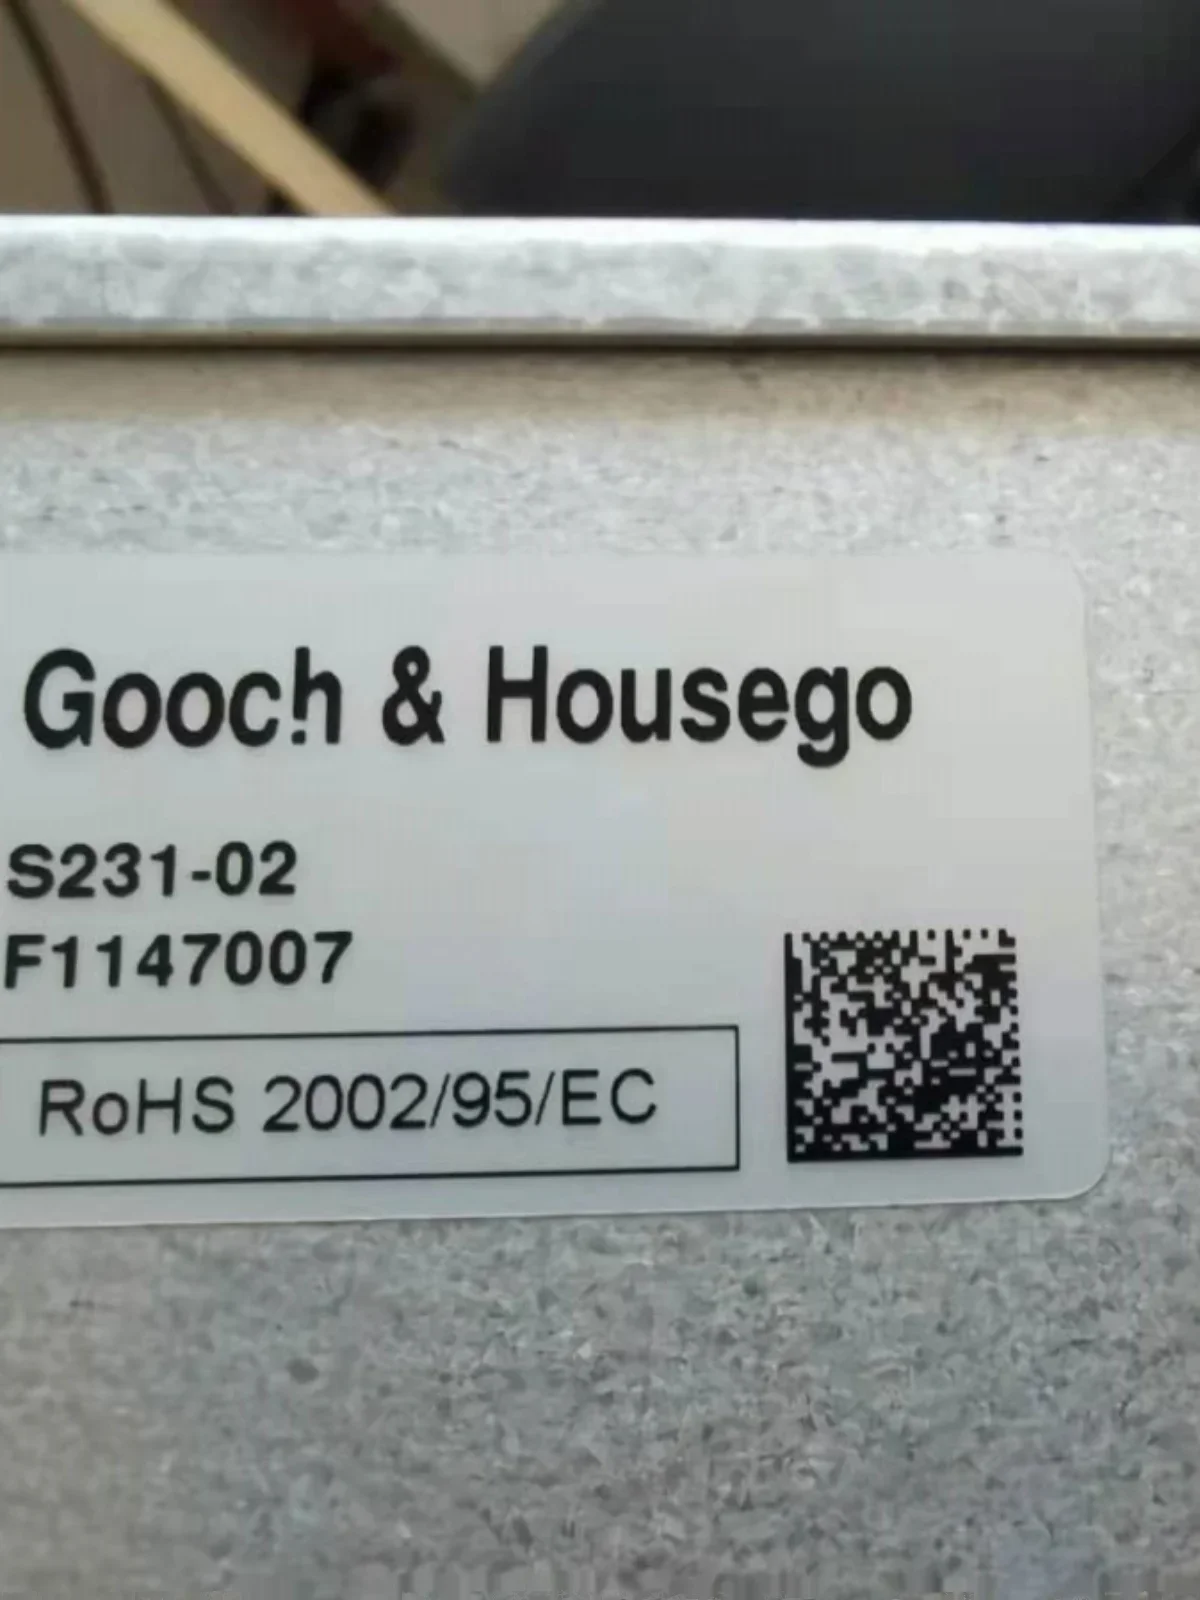 Gooch & Housego
S231-02
F1147007
RoHS 2002/95/EC